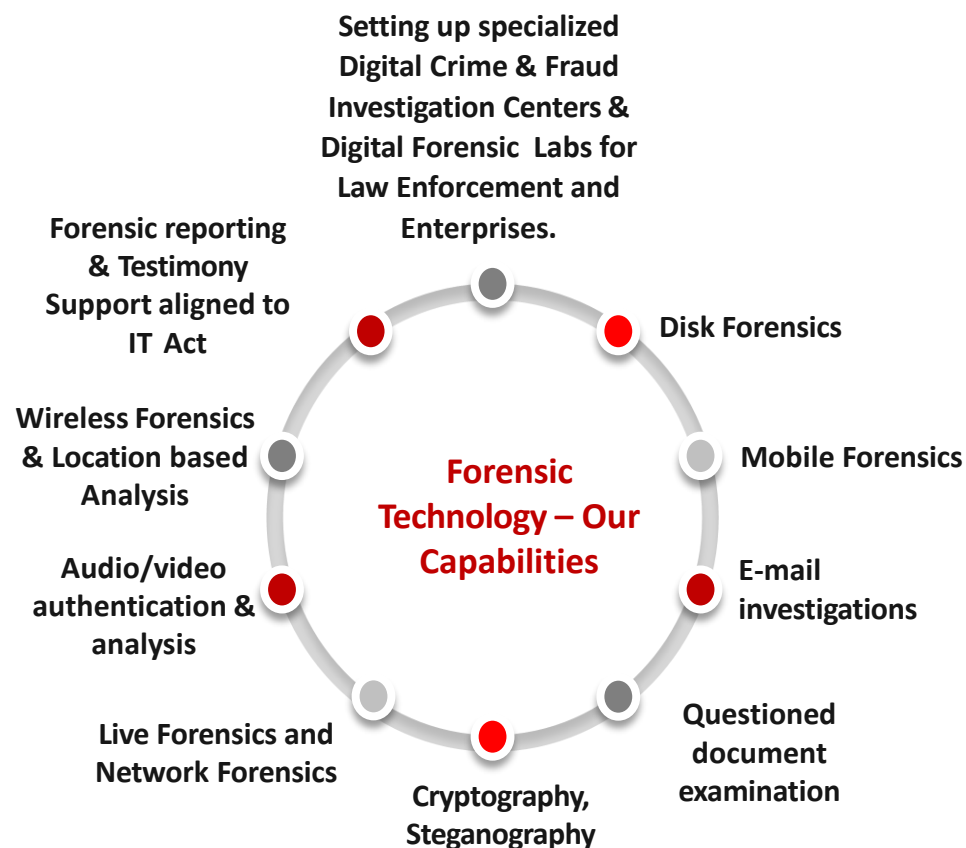 Setting up specialized
Digital Crime & Fraud
Investigation Centers &
Digital Forensic Labs for
Law Enforcement and
Enterprises.
Disk Forensics
Mobile Forensics
E-mail
investigations
Questioned
document
examination
Cryptography,
Steganography
Live Forensics and
Network Forensics
Audio/video
authentication &
analysis
Wireless Forensics
& Location based
Analysis
Forensic reporting
& Testimony
Support aligned to
IT Act
Forensic
Technology – Our
Capabilities